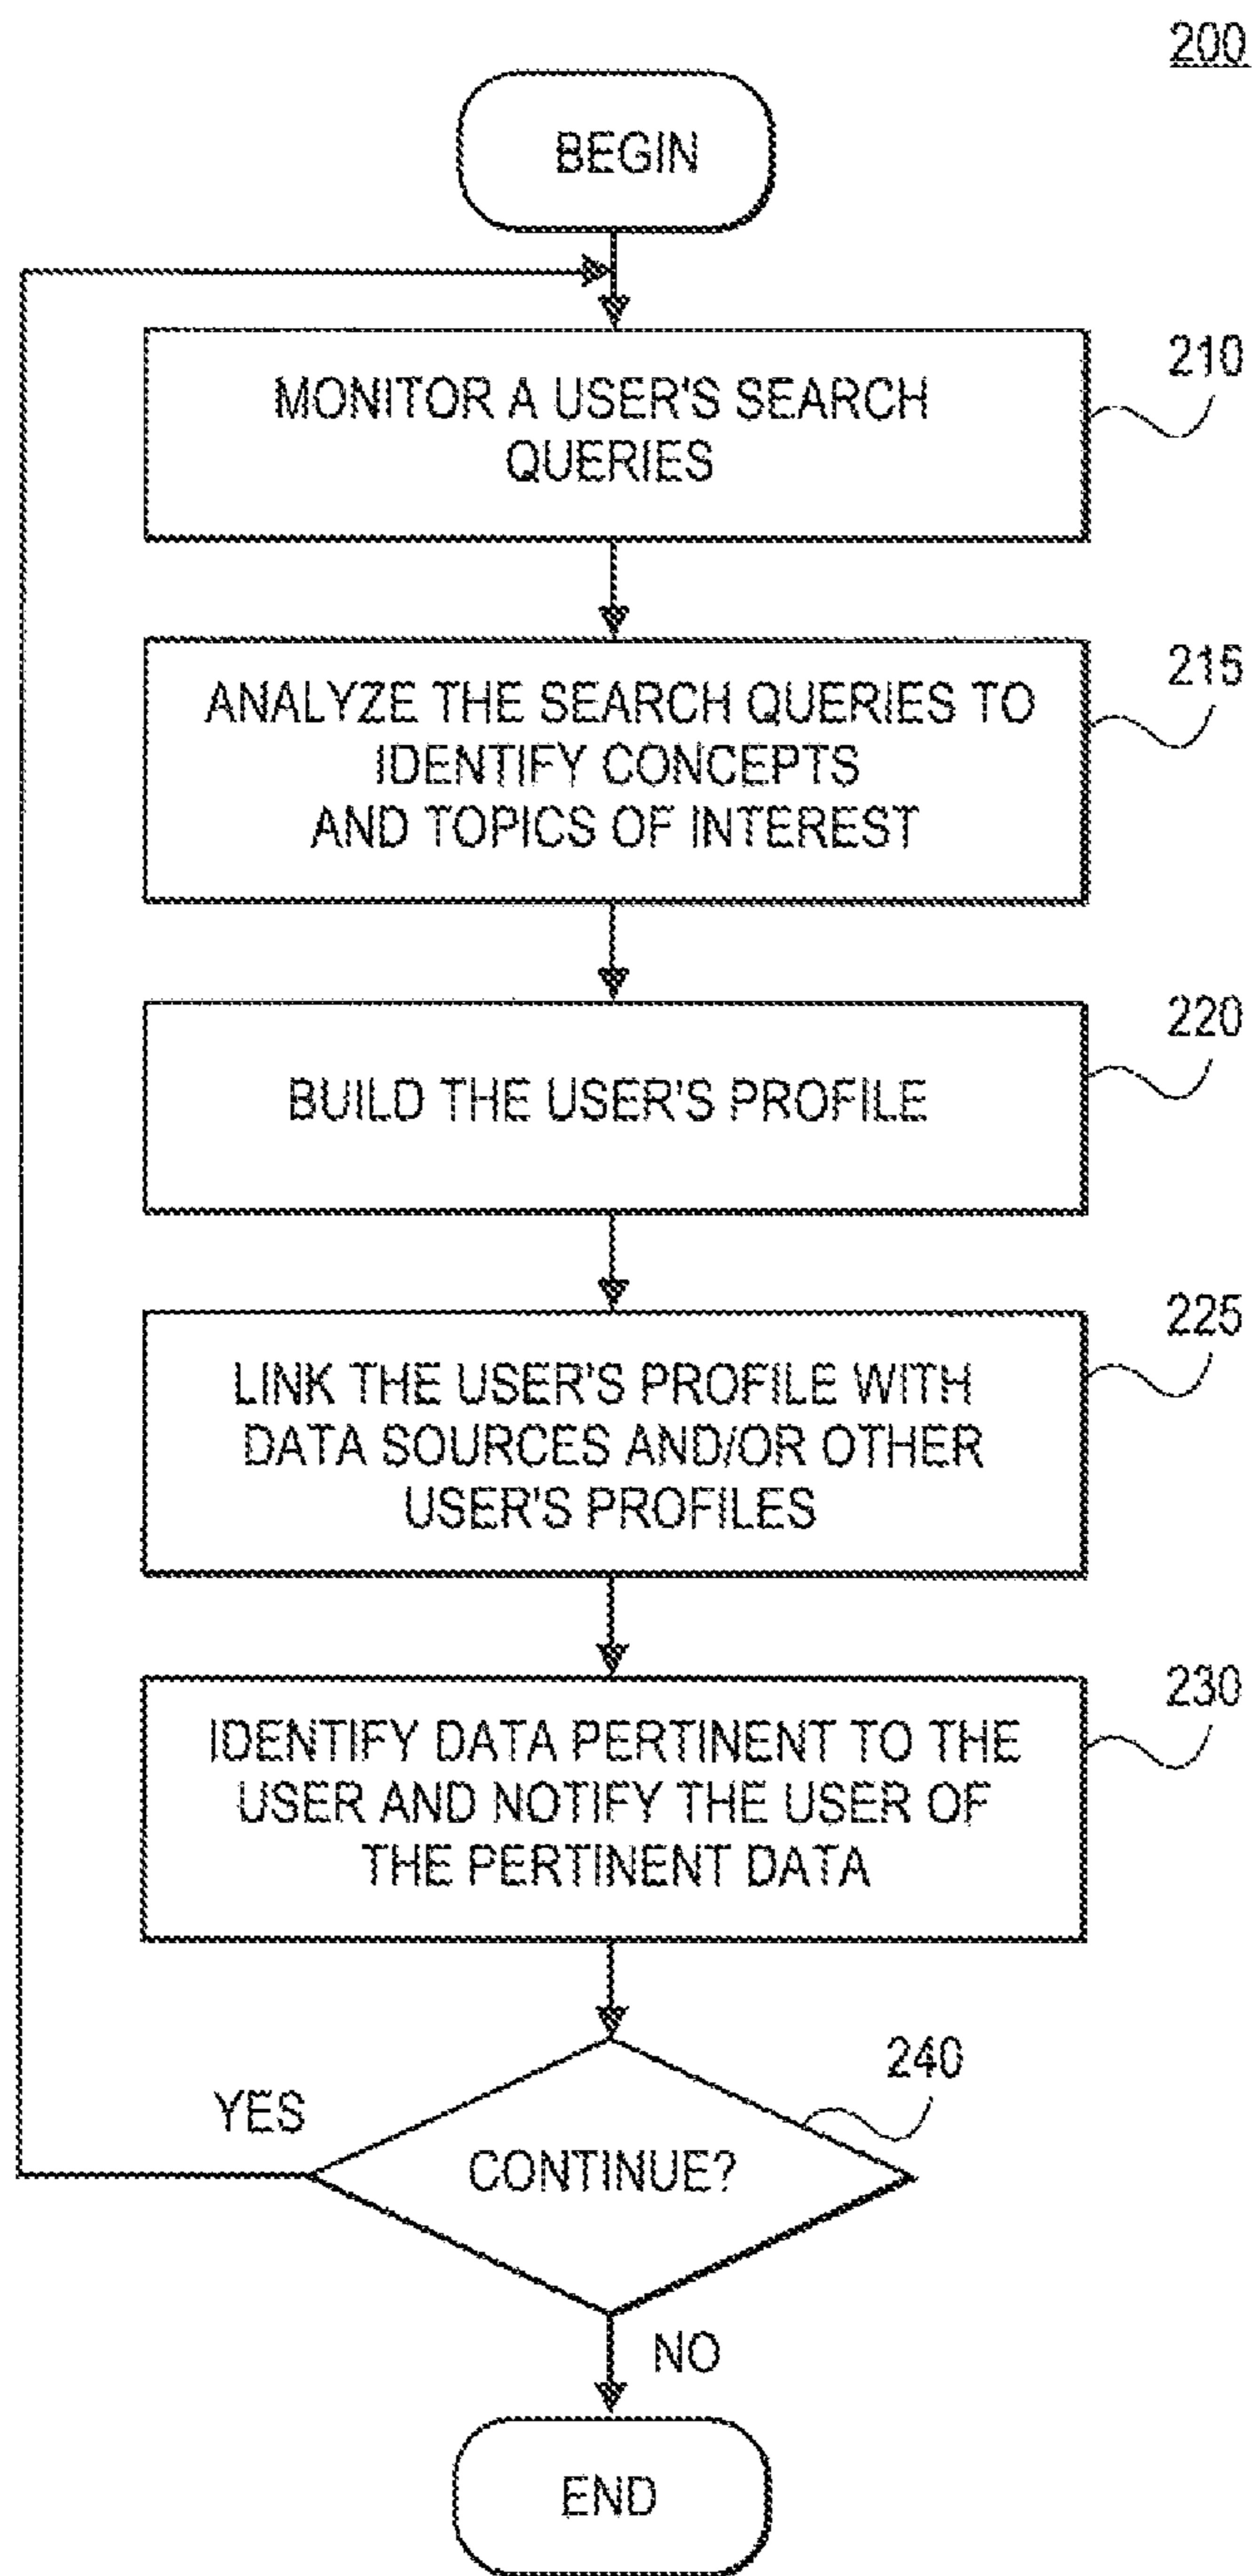 200
BEGIN
MONITOR A USER'S SEARCH
QUERIES
210
ANALYZE THE SEARCH QUERIES TO
IDENTIFY CONCEPTS
AND TOPICS OF INTEREST
215
BUILD THE USER'S PROFILE
220
LINK THE USER'S PROFILE WITH
DATA SOURCES AND/OR OTHER
USER'S PROFILES
225
IDENTIFY DATA PERTINENT TO THE
USER AND NOTIFY THE USER OF
THE PERTINENT DATA
230
CONTINUE?
240
YES
NO
END